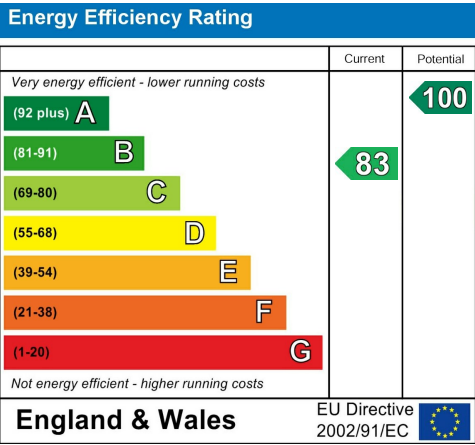 Energy Efficiency Rating
Current Potential
Very energy efficient - lower running costs
(92 plus) A
100
(81-91) B
83
(69-80) C
(55-68) D
(39-54) E
(21-38) F
(1-20) G
Not energy efficient - higher running costs
England & Wales
EU Directive
2002/91/EC